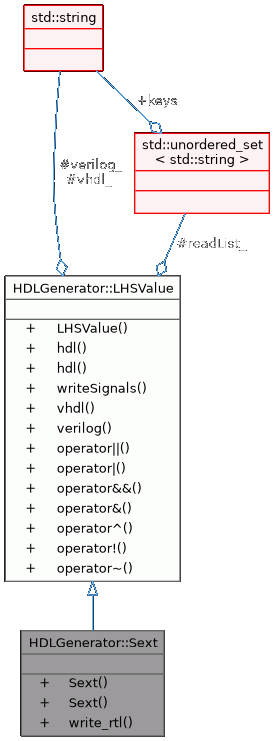 std::string
+keys
std::unordered_set
< std::string >
#verilog_
#vhdl_
#readList_
HDLGenerator::LHSValue
+ LHSValue()
+ hdl()
+ hdl()
+ writeSignals()
+ vhdl()
+ verilog()
+ operator||()
+ operator|()
+ operator&&()
+ operator&()
+ operator^()
+ operator!()
+ operator~()
HDLGenerator::Sext
+ Sext()
+ Sext()
+ write_rtl()